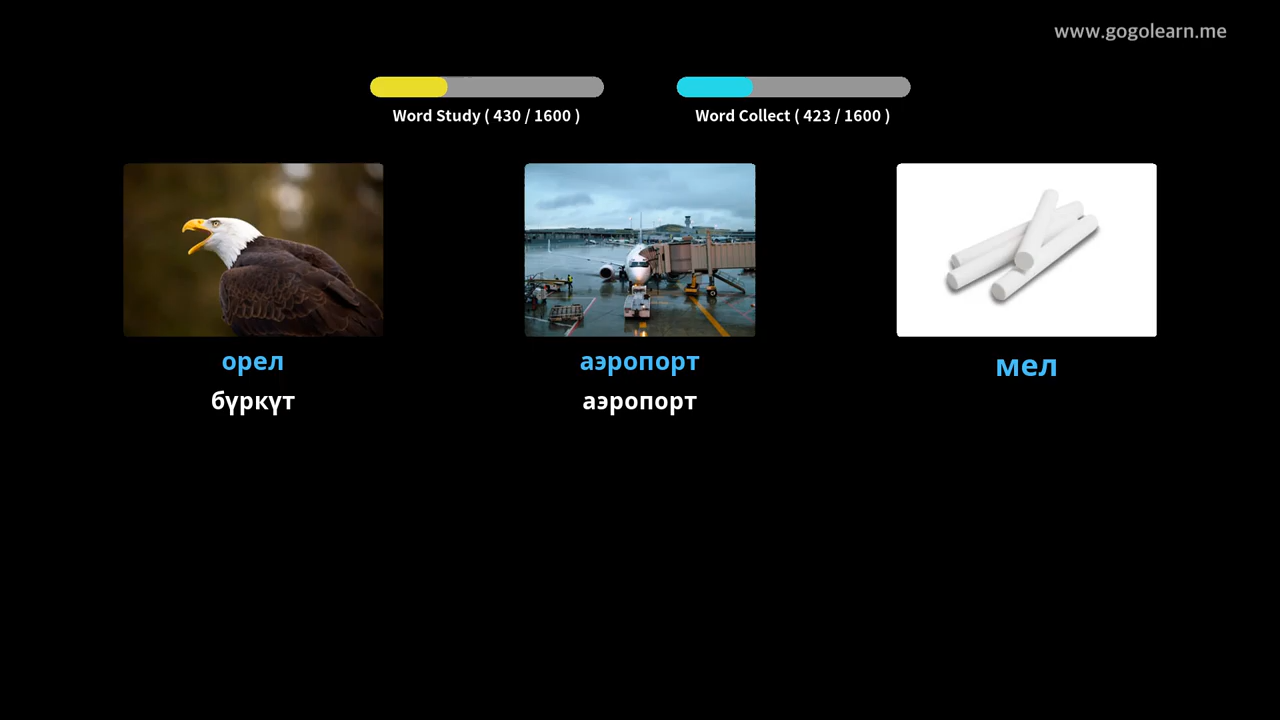 www.gogolearn.me
Word Study ( 430 / 1600 )
Word Collect ( 423 / 1600 )
орел
бүркүт
аэропорт
аэропорт
мел